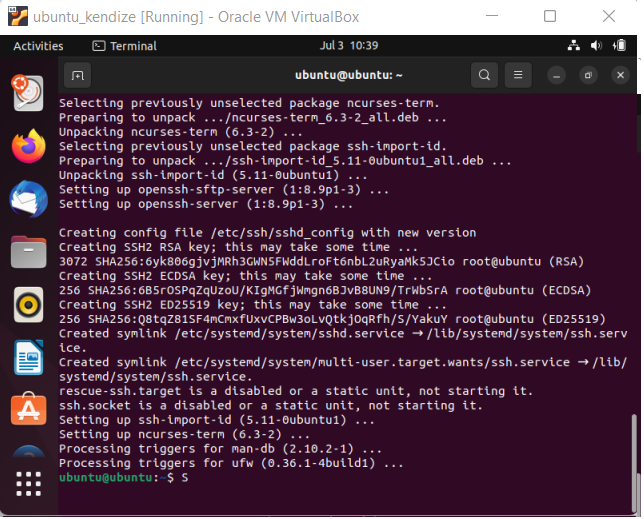 ubuntu_kendize [Running] - Oracle VM VirtualBox
Activities Terminal Jul 3 10:39
ubuntu@ubuntu: ~
Selecting previously unselected package ncurses-term.
Preparing to unpack .../ncurses-term_6.3-2_all.deb ...
Unpacking ncurses-term (6.3-2) ...
Selecting previously unselected package ssh-import-id.
Preparing to unpack .../ssh-import-id_5.11-0ubuntu1_all.deb ...
Unpacking ssh-import-id (5.11-0ubuntu1) ...
Setting up openssh-sftp-server (1:8.9p1-3) ...
Setting up openssh-server (1:8.9p1-3) ...
Creating config file /etc/ssh/sshd_config with new version
Creating SSH2 RSA key; this may take some time ...
3072 SHA256:6yk806gjvjMRh3GWN5FWddLroFt6nbL2uRyaMk5JCio root@ubuntu (RSA)
Creating SSH2 ECDSA key; this may take some time ...
256 SHA256:6B5rOSPqZqUzoU/KIgMGfjWmgn6BJvB8UN9/TrWbSrA root@ubuntu (ECDSA)
Creating SSH2 ED25519 key; this may take some time ...
256 SHA256:Q8tqZ81SF4mCmxfUxvCPBw3oLvQtkjOqRfh/S/YakuY root@ubuntu (ED25519)
Created symlink /etc/systemd/system/sshd.service → /lib/systemd/system/ssh.serv
ice.
Created symlink /etc/systemd/system/multi-user.target.wants/ssh.service → /lib/
systemd/system/ssh.service.
rescue-ssh.target is a disabled or a static unit, not starting it.
ssh.socket is a disabled or a static unit, not starting it.
Setting up ssh-import-id (5.11-0ubuntu1) ...
Setting up ncurses-term (6.3-2) ...
Processing triggers for man-db (2.10.2-1) ...
Processing triggers for ufw (0.36.1-4build1) ...
ubuntu@ubuntu:~$ S